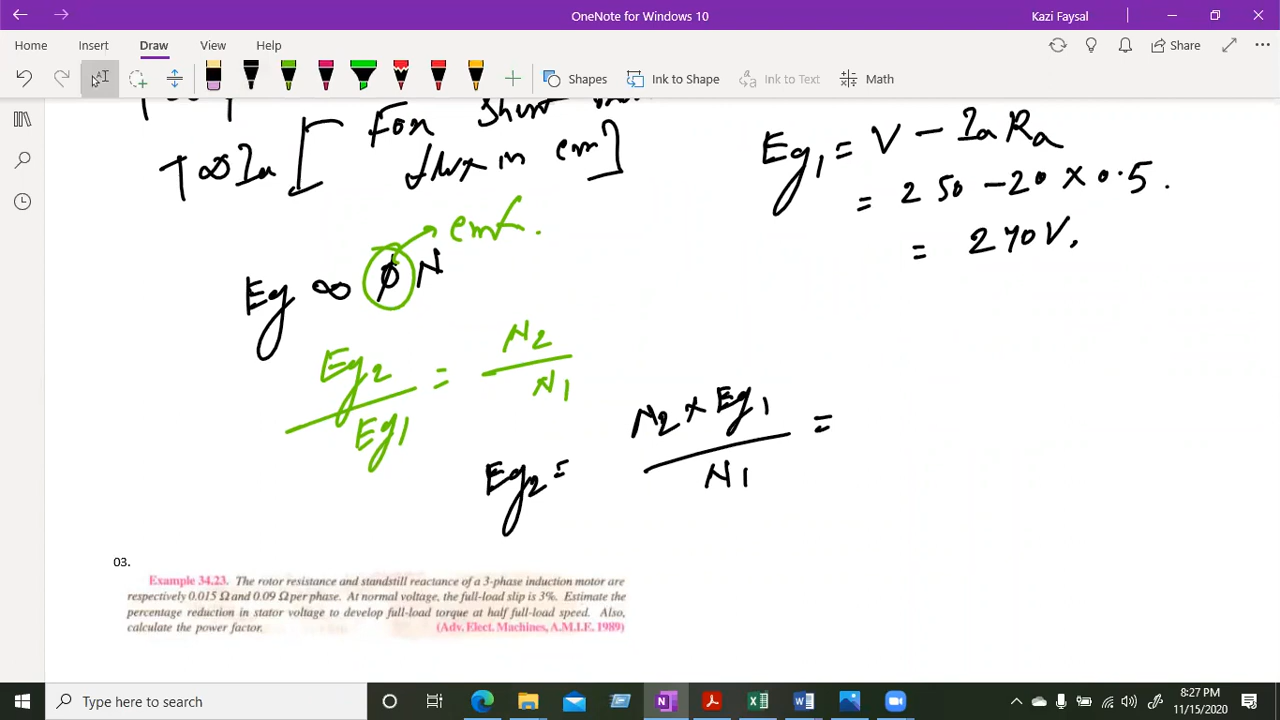 OneNote for Windows 10
Kazi Faysal
Home Insert Draw View Help
Share
Shapes
Ink to Shape
Ink to Text
Math
T ∞ Ia [ For shunt
flux in cm]
Eg ∞ ϕ N
emf.
Eg2 / Eg1 = N2 / N1
Eg2 = N2 × Eg1 / N1 =
Eg1 = V - IaRa
= 250 - 20 × 0.5.
= 240V.
03.
Example 34.23. The rotor resistance and standstill reactance of a 3-phase induction motor are
respectively 0.015 Ω and 0.09 Ω per phase. At normal voltage, the full-load slip is 3%. Estimate the
percentage reduction in stator voltage to develop full-load torque at half full-load speed. Also,
calculate the power factor. (Adv. Elect. Machines, A.M.I.E. 1989)
Type here to search
8:27 PM
11/15/2020